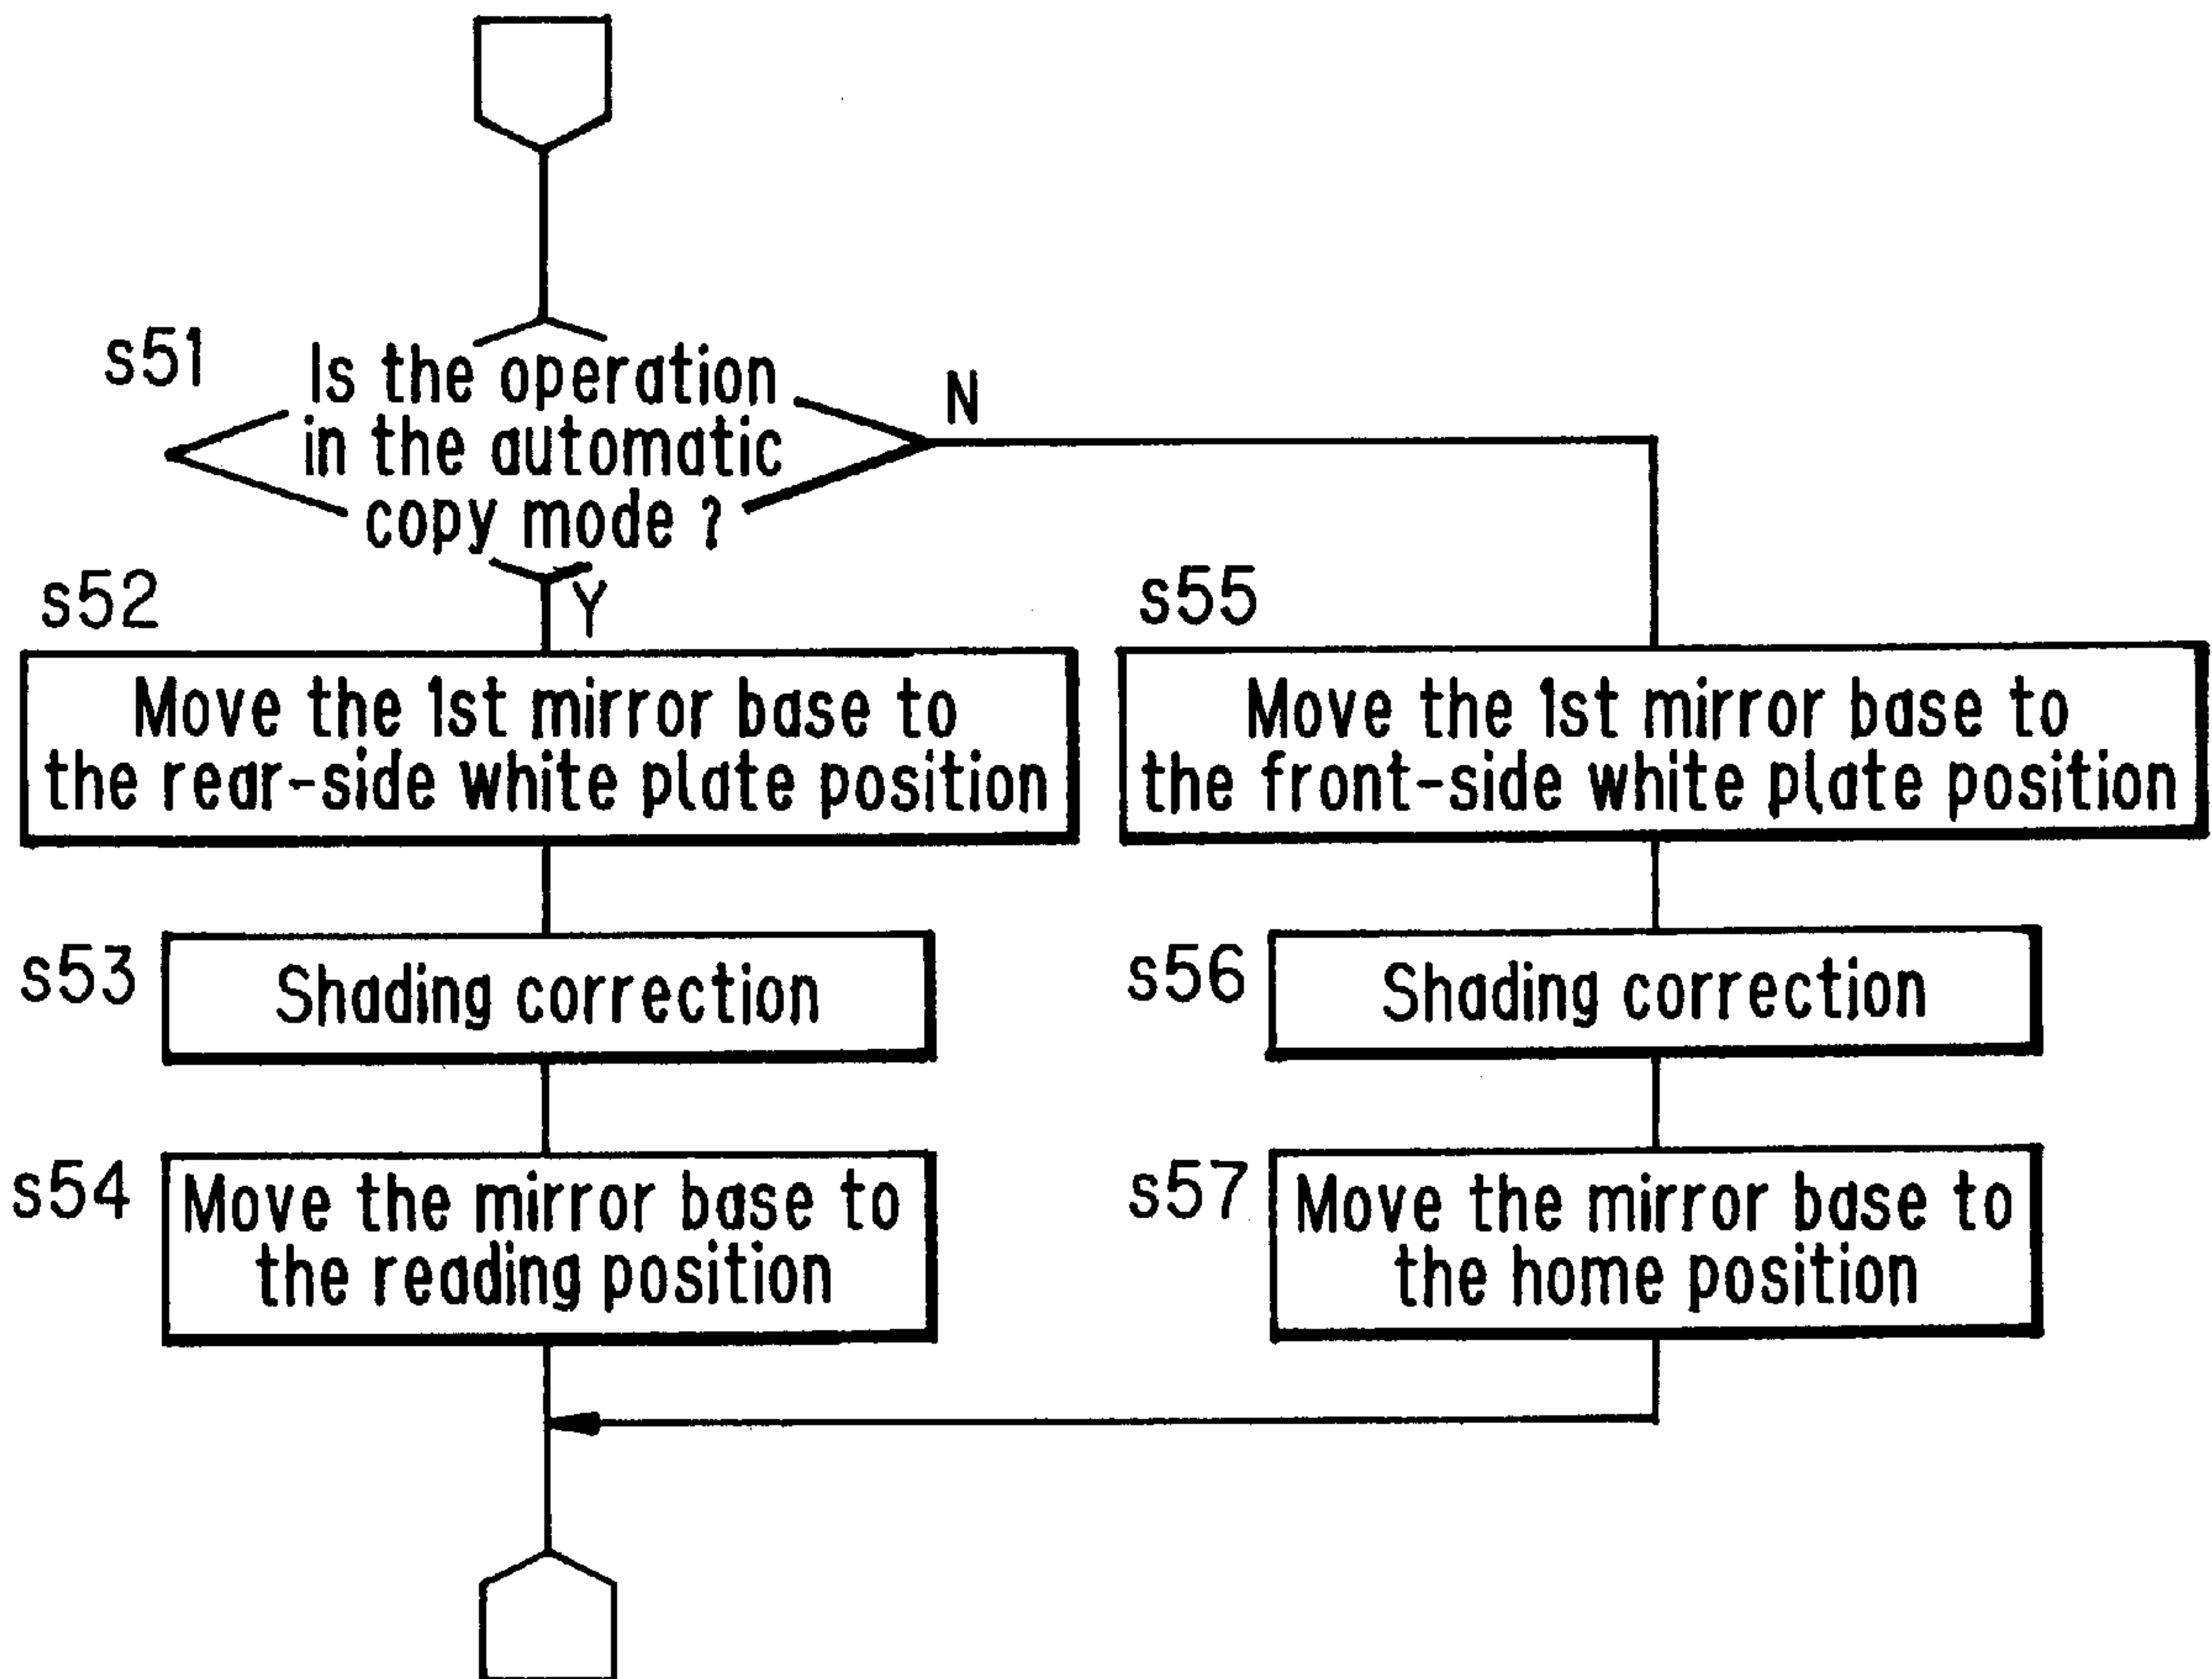 s51
Is the operation
in the automatic
copy mode ?
N
Y
s52
Move the 1st mirror base to
the rear-side white plate position
s53
Shading correction
s54
Move the mirror base to
the reading position
s55
Move the 1st mirror base to
the front-side white plate position
s56
Shading correction
s57
Move the mirror base to
the home position